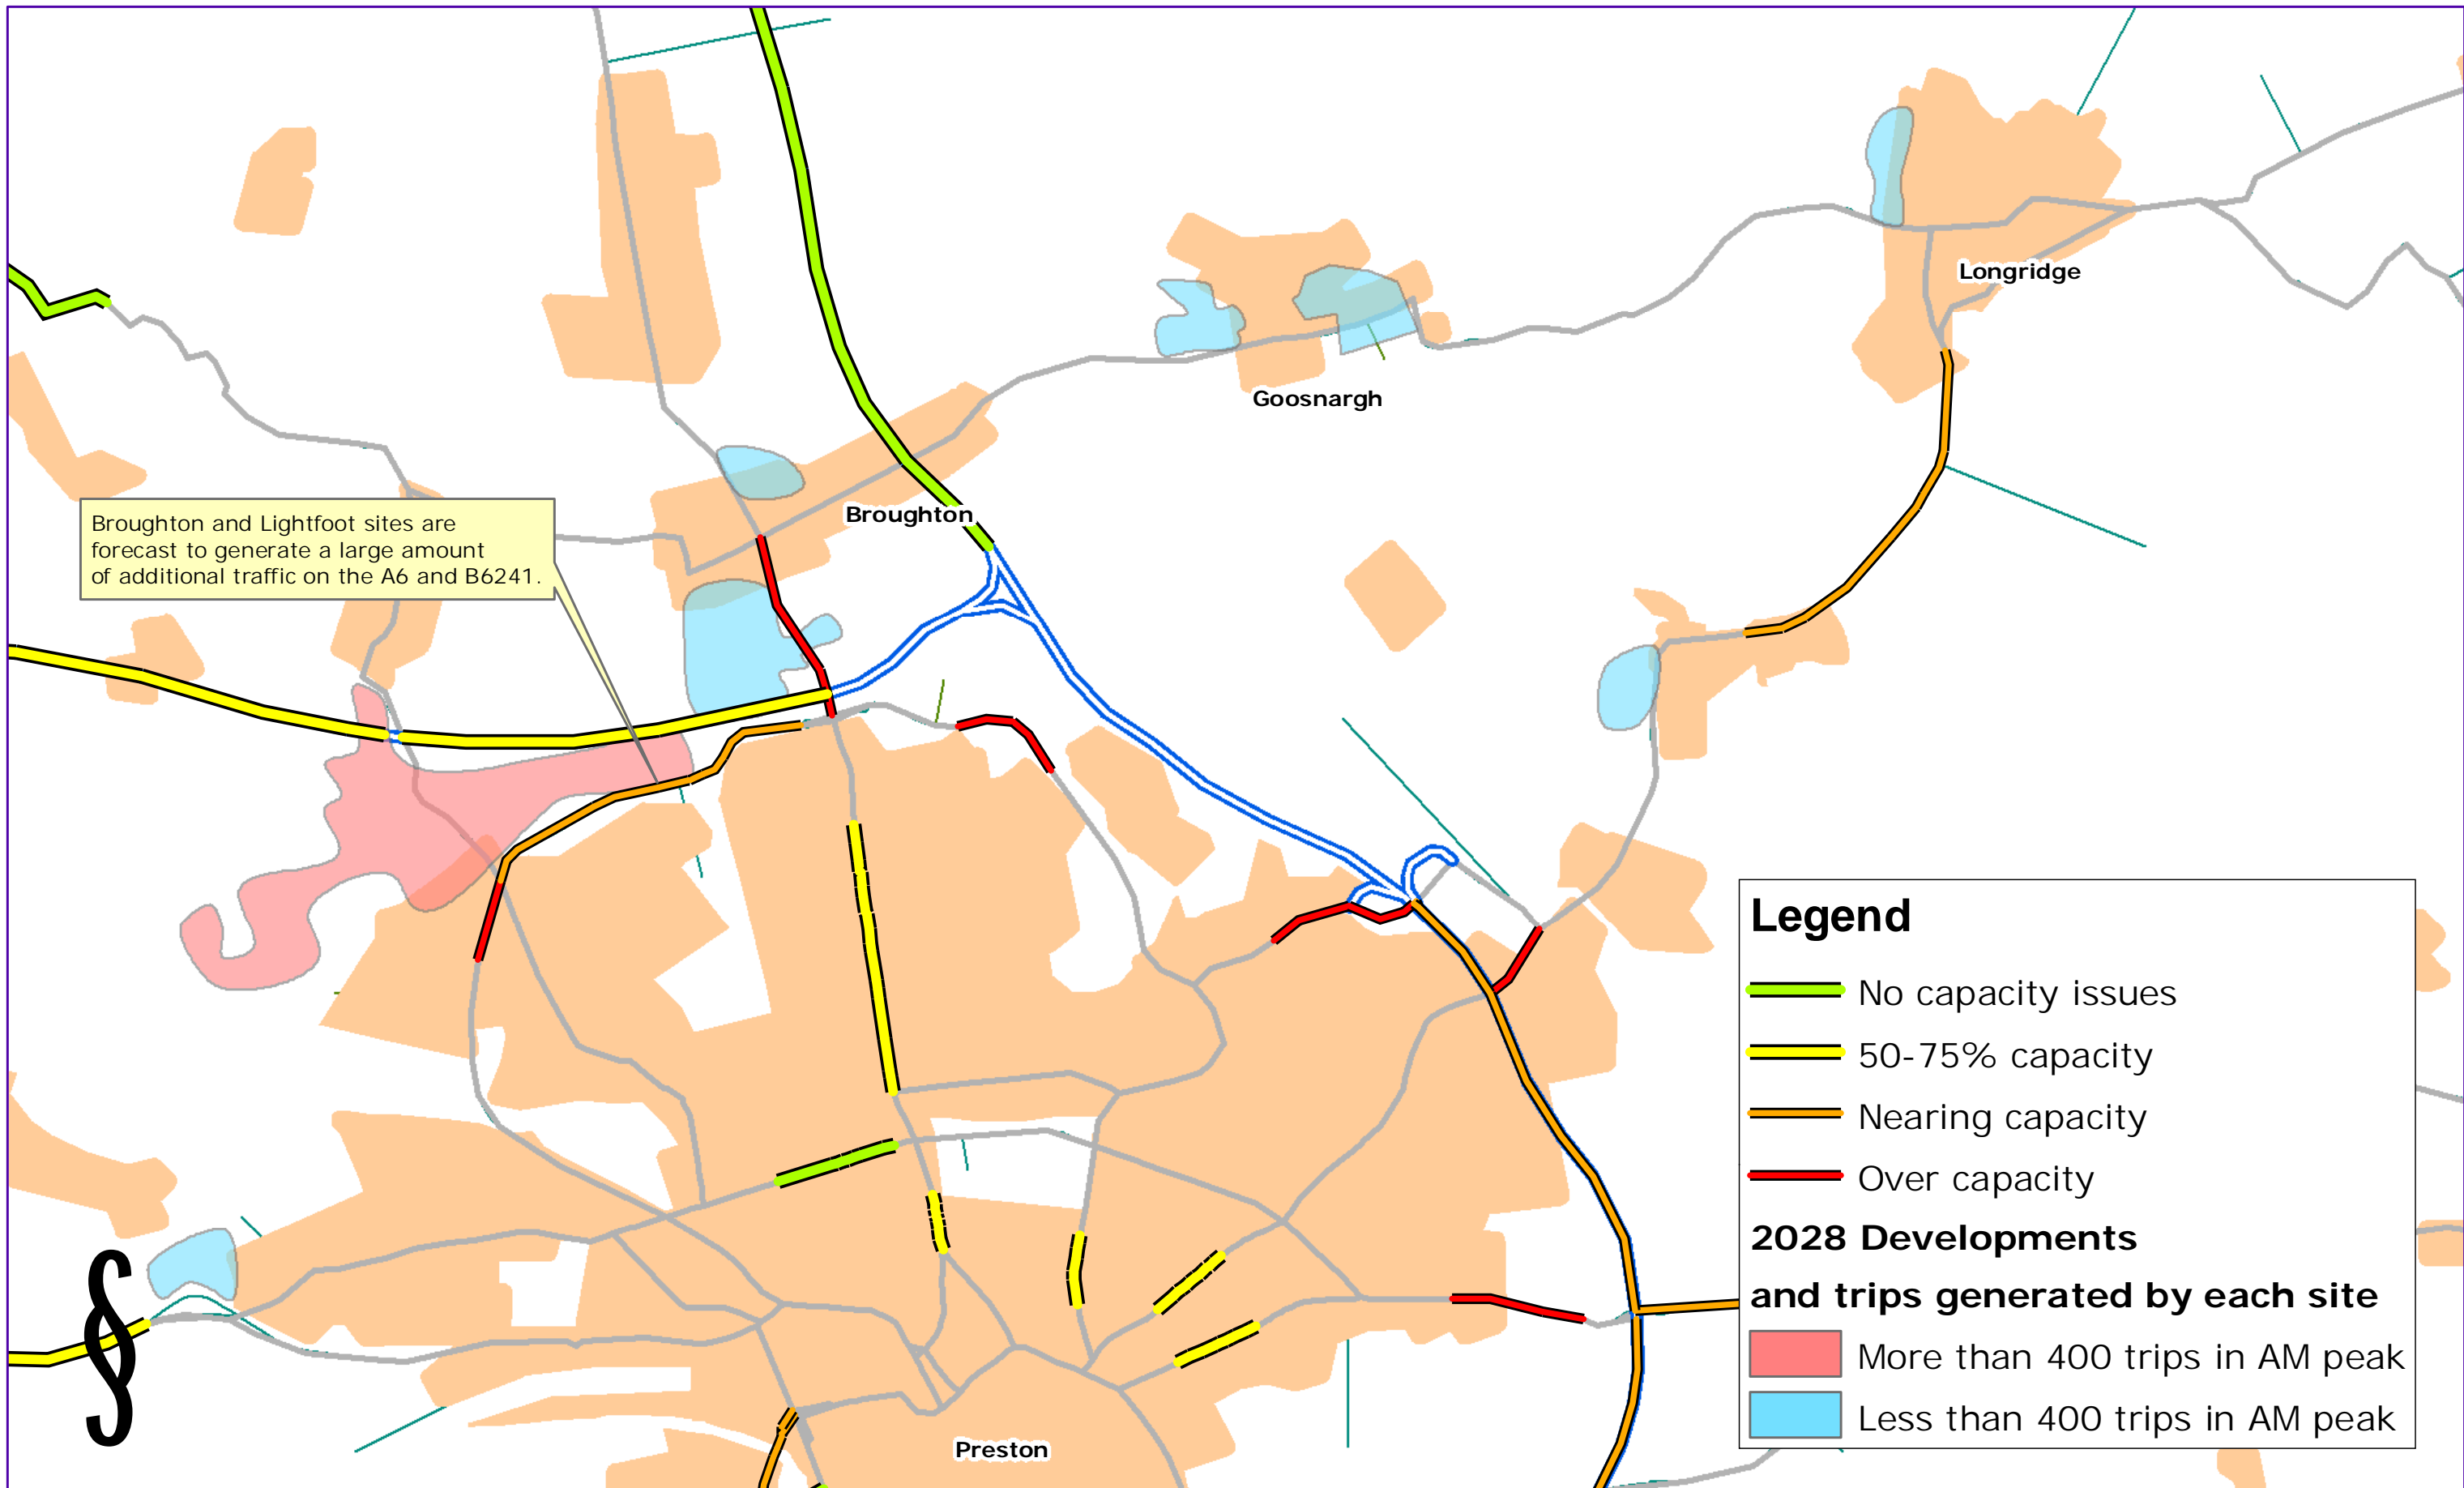 Longridge
Goosnargh
Broughton
Broughton and Lightfoot sites are
forecast to generate a large amount
of additional traffic on the A6 and B6241.
Legend
No capacity issues
50-75% capacity
Nearing capacity
Over capacity
2028 Developments
and trips generated by each site
More than 400 trips in AM peak
Less than 400 trips in AM peak
§
Preston